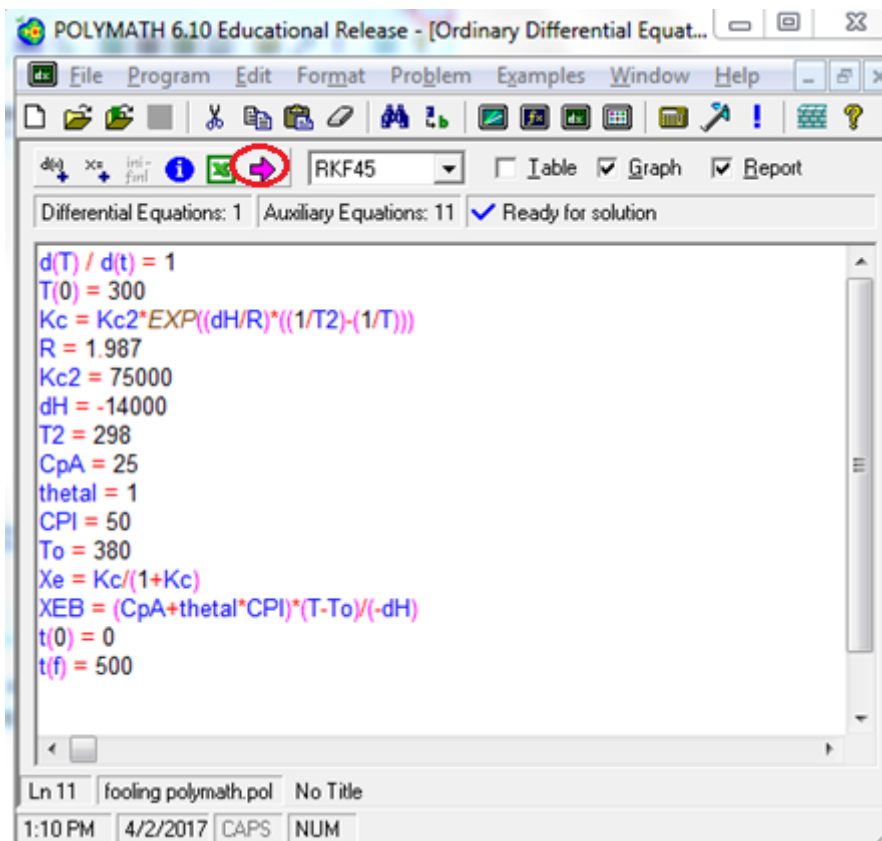 POLYMATH 6.10 Educational Release - [Ordinary Differential Equat...
File Program Edit Format Problem Examples Window Help
d(x) x= ini- finl RKF45 Table Graph Report
Differential Equations: 1 Auxiliary Equations: 11 Ready for solution
d(T) / d(t) = 1
T(0) = 300
Kc = Kc2*EXP((dH/R)*((1/T2)-(1/T)))
R = 1.987
Kc2 = 75000
dH = -14000
T2 = 298
CpA = 25
thetaI = 1
CPI = 50
To = 380
Xe = Kc/(1+Kc)
XEB = (CpA+thetaI*CPI)*(T-To)/(-dH)
t(0) = 0
t(f) = 500
Ln 11 fooling polymath.pol No Title
1:10 PM 4/2/2017 CAPS NUM